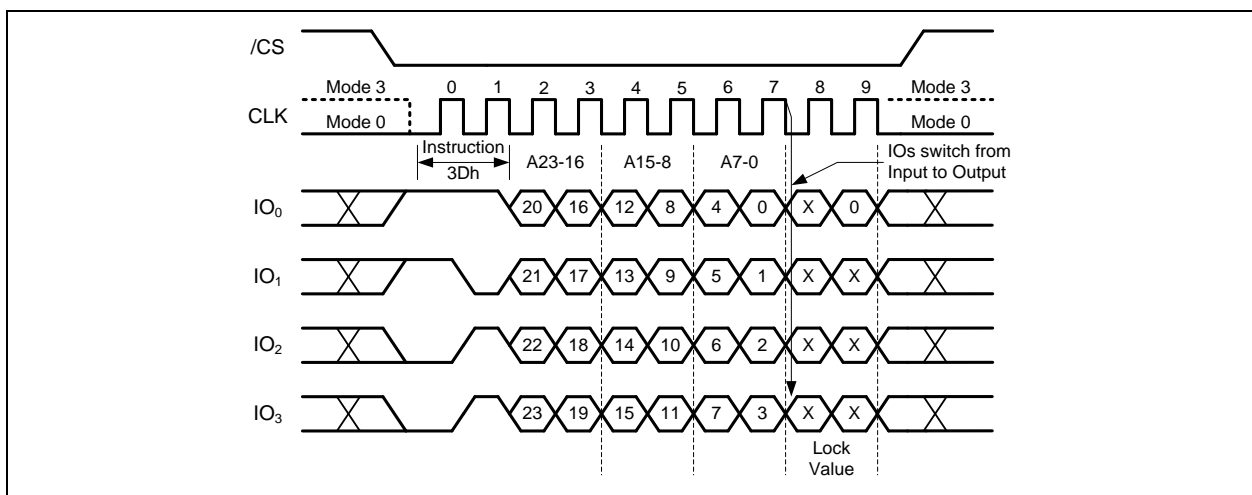 /CS
Mode 3 0 1 2 3 4 5 6 7 8 9 Mode 3
CLK
Mode 0 Mode 0
Instruction A23-16 A15-8 A7-0 IOs switch from
3Dh Input to Output
IO0 20 16 12 8 4 0 X 0
IO1 21 17 13 9 5 1 X X
IO2 22 18 14 10 6 2 X X
IO3 23 19 15 11 7 3 X X
Lock
Value